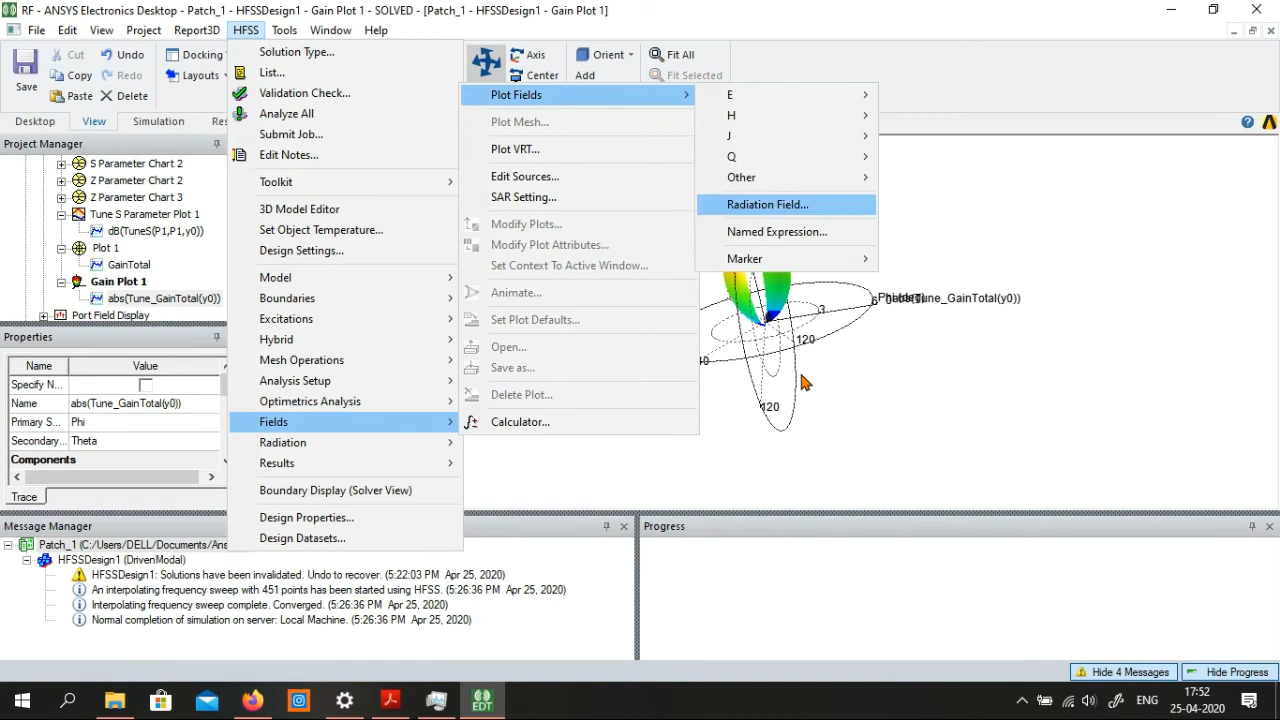 RF - ANSYS Electronics Desktop - Patch_1 - HFSSDesign1 - Gain Plot 1 - SOLVED - [Patch_1 - HFSSDesign1 - Gain Plot 1]
File Edit View Project Report3D HFSS Tools Window Help
Save
Cut
Copy
Paste
Undo
Redo
Delete
Docking
Layouts
Axis
Center
Orient
Add
Fit All
Fit Selected
Desktop View Simulation Res
Project Manager
S Parameter Chart 2
Z Parameter Chart 2
Z Parameter Chart 3
Tune S Parameter Plot 1
dB(TuneS(P1,P1,y0))
Plot 1
GainTotal
Gain Plot 1
abs(Tune_GainTotal(y0))
Port Field Display
Properties
Name Value
Specify N...
Name abs(Tune_GainTotal(y0))
Primary S... Phi
Secondary... Theta
Components
Trace
Solution Type...
List...
Validation Check...
Analyze All
Submit Job...
Edit Notes...
Toolkit
3D Model Editor
Set Object Temperature...
Design Settings...
Model
Boundaries
Excitations
Hybrid
Mesh Operations
Analysis Setup
Optimetrics Analysis
Fields
Radiation
Results
Boundary Display (Solver View)
Design Properties...
Design Datasets...
Plot Fields
Plot Mesh...
Plot VRT...
Edit Sources...
SAR Setting...
Modify Plots...
Modify Plot Attributes...
Set Context To Active Window...
Animate...
Set Plot Defaults...
Open...
Save as...
Delete Plot...
Calculator...
E
H
J
Q
Other
Radiation Field...
Named Expression...
Marker
3
6
(Tune_GainTotal(y0))
120
120
Message Manager
Patch_1 (C:/Users/DELL/Documents/Ans
HFSSDesign1 (DrivenModal)
HFSSDesign1: Solutions have been invalidated. Undo to recover. (5:22:03 PM Apr 25, 2020)
An interpolating frequency sweep with 451 points has been started using HFSS. (5:26:36 PM Apr 25, 2020)
Interpolating frequency sweep complete. Converged. (5:26:36 PM Apr 25, 2020)
Normal completion of simulation on server: Local Machine. (5:26:36 PM Apr 25, 2020)
Progress
Hide 4 Messages
Hide Progress
EDT
ENG
17:52
25-04-2020